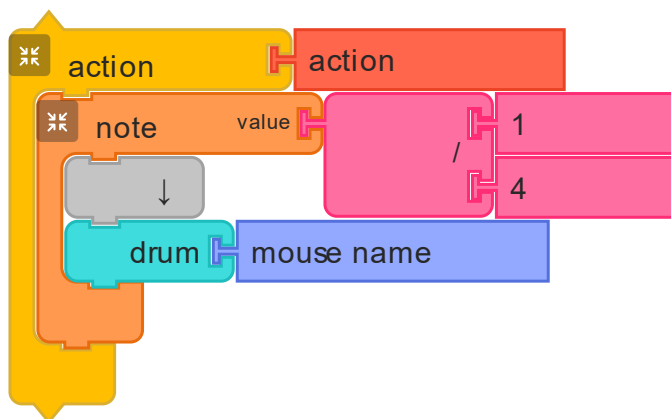 action action
note value 1
/
4
↓
drum mouse name